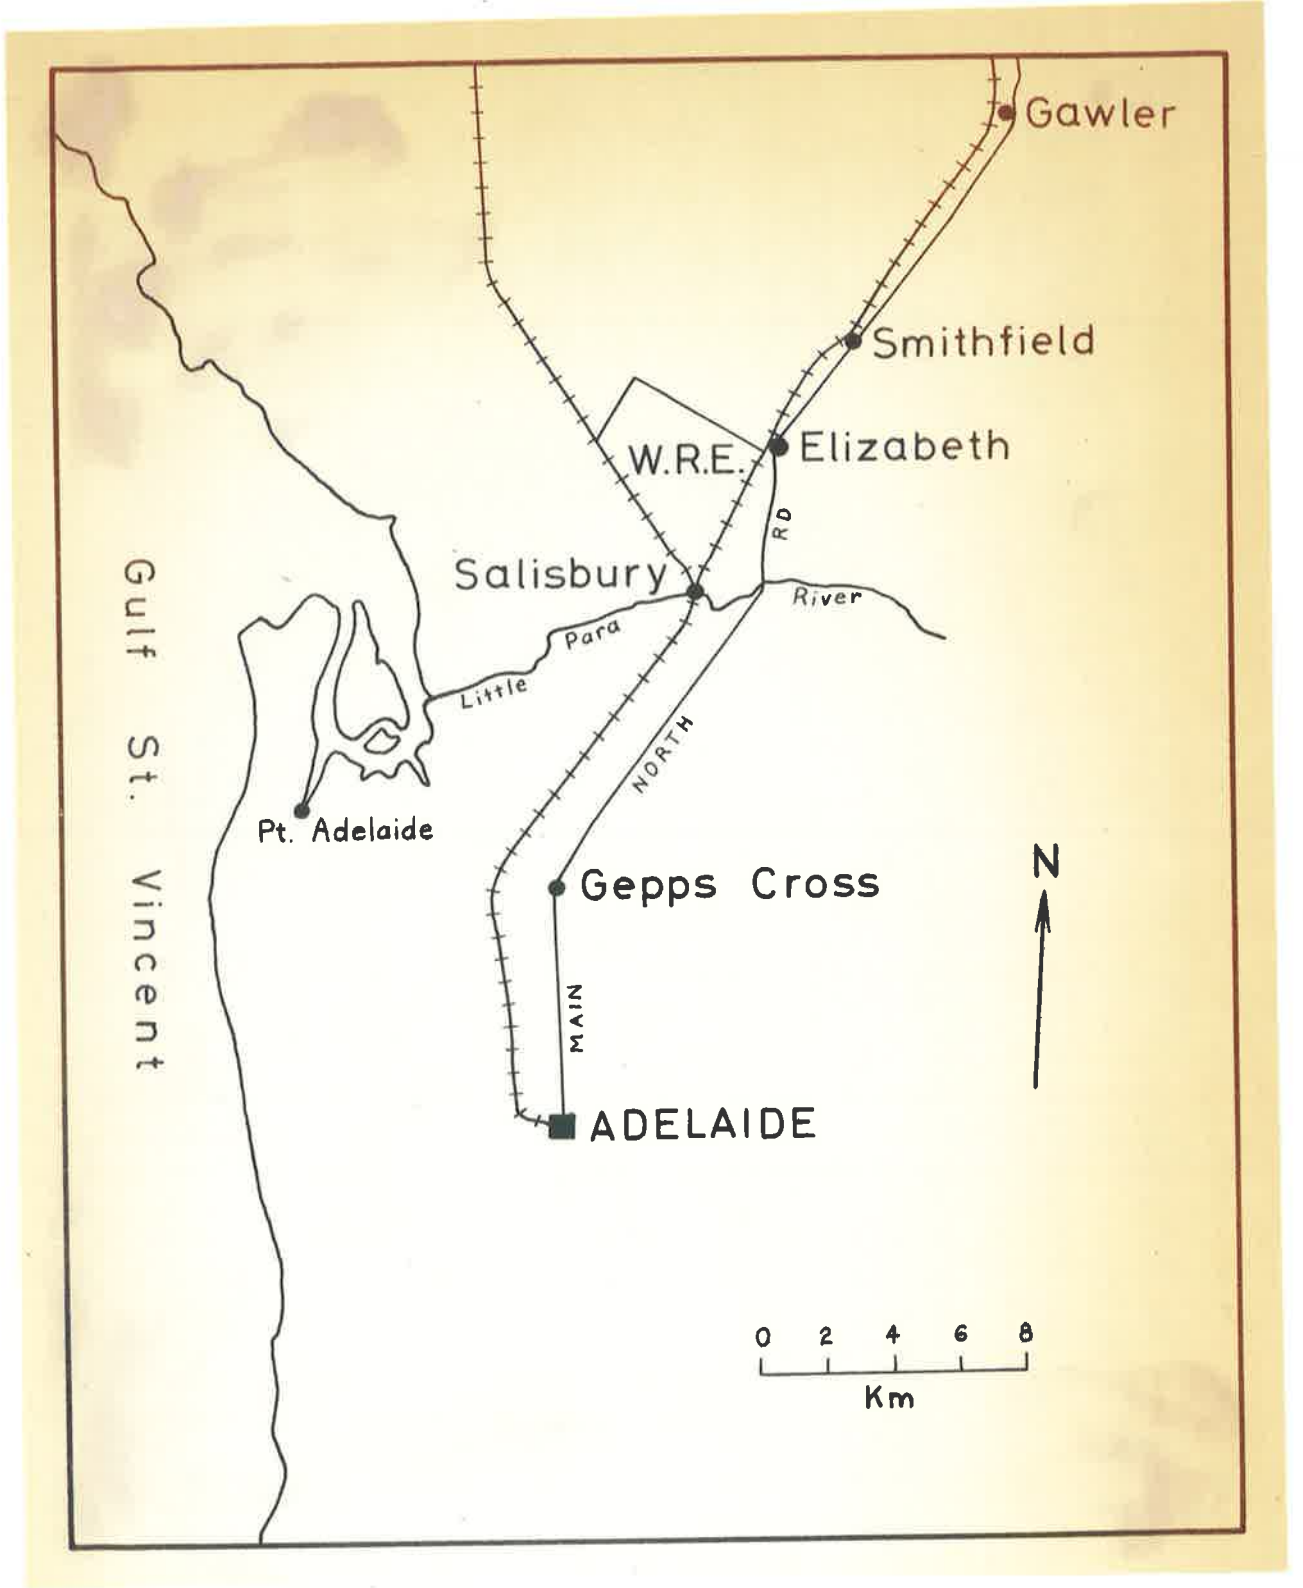 Gawler
Smithfield
Elizabeth
W.R.E.
RD
Salisbury
River
Para
Little
Gulf St. Vincent
NORTH
Pt. Adelaide
Gepps Cross
N
MAIN
ADELAIDE
0 2 4 6 8
Km